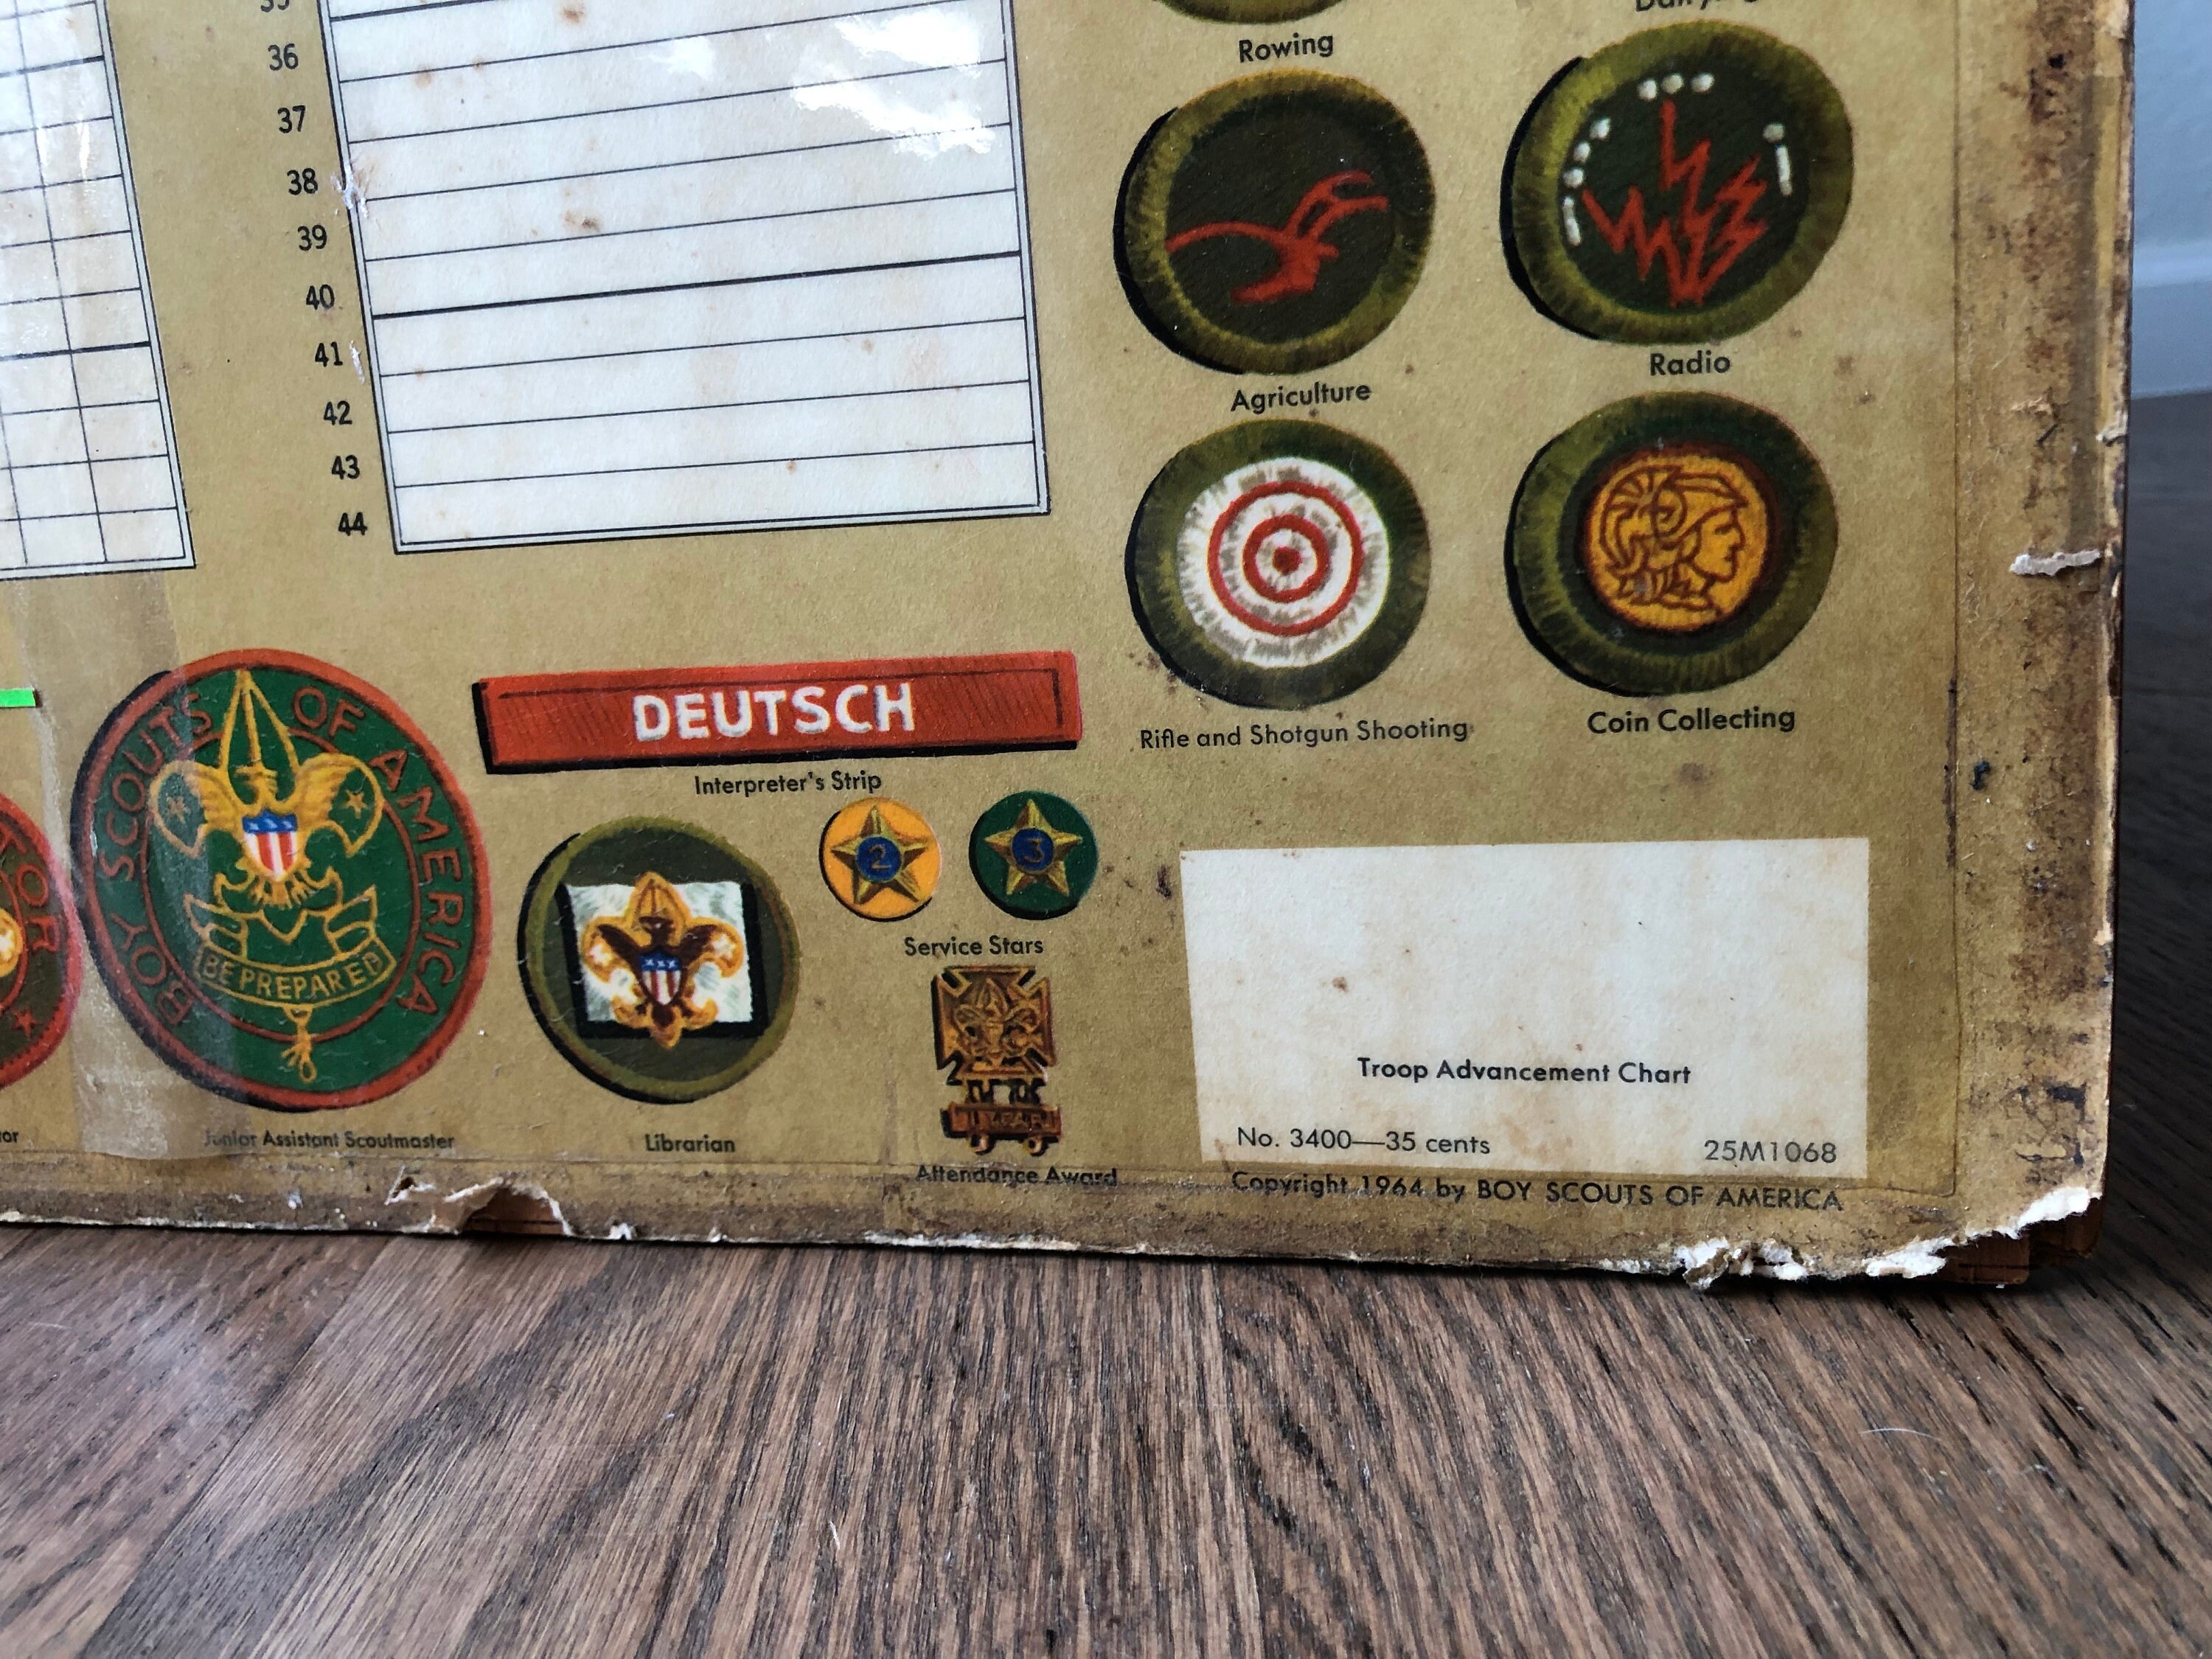 36
37
38
39
40
41
42
43
44
Rowing
Agriculture
Radio
Rifle and Shotgun Shooting
Coin Collecting
BOY SCOUTS OF AMERICA
BE PREPARED
Junior Assistant Scoutmaster
DEUTSCH
Interpreter's Strip
Librarian
2
3
Service Stars
Attendance Award
Troop Advancement Chart
No. 3400—35 cents
25M1068
Copyright 1964 by BOY SCOUTS OF AMERICA